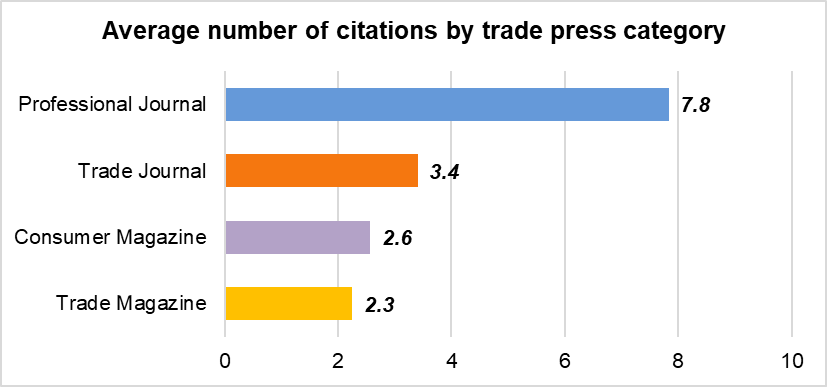 Average number of citations by trade press category
Professional Journal 7.8
Trade Journal 3.4
Consumer Magazine 2.6
Trade Magazine 2.3
0 2 4 6 8 10